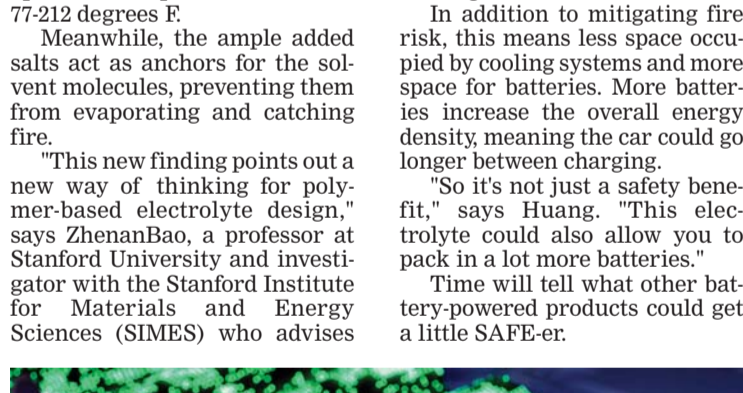 77-212 degrees F.
Meanwhile, the ample added
salts act as anchors for the sol-
vent molecules, preventing them
from evaporating and catching
fire.
"This new finding points out a
new way of thinking for poly-
mer-based electrolyte design,"
says ZhenanBao, a professor at
Stanford University and investi-
gator with the Stanford Institute
for Materials and Energy
Sciences (SIMES) who advises
In addition to mitigating fire
risk, this means less space occu-
pied by cooling systems and more
space for batteries. More batter-
ies increase the overall energy
density, meaning the car could go
longer between charging.
"So it's not just a safety bene-
fit," says Huang. "This elec-
trolyte could also allow you to
pack in a lot more batteries."
Time will tell what other bat-
tery-powered products could get
a little SAFE-er.